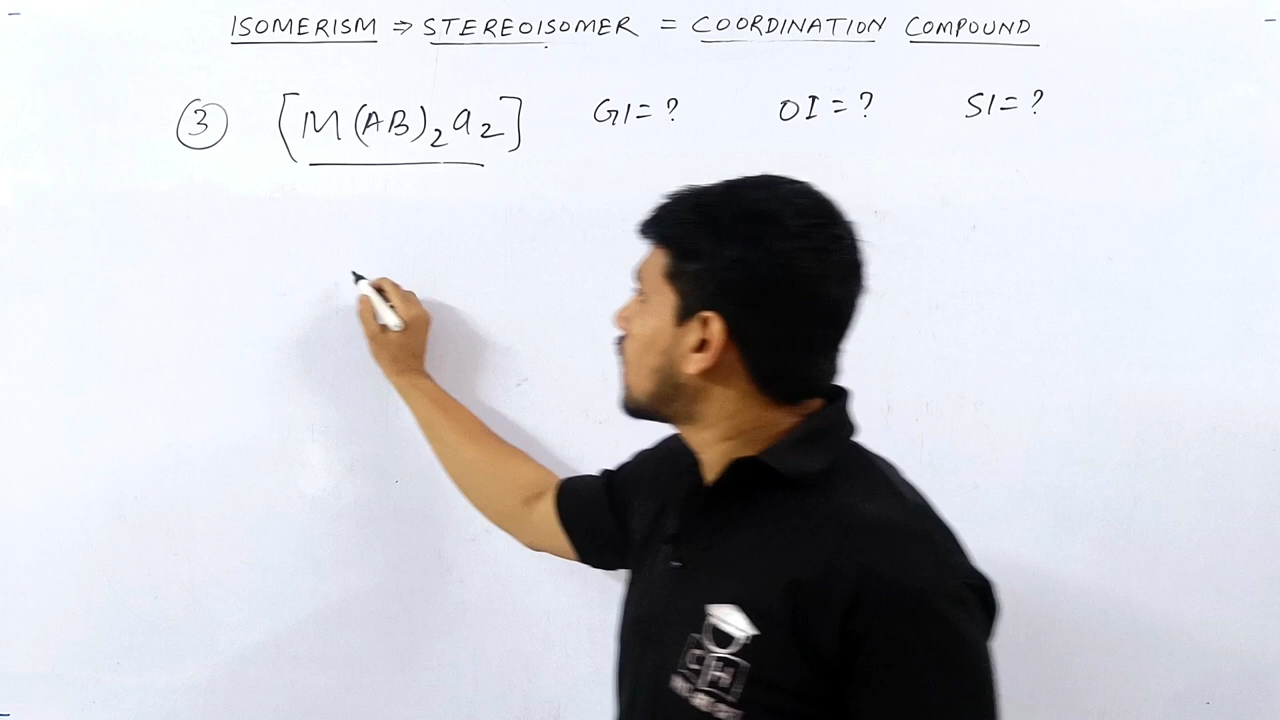 ISOMERISM ⇒ STEREOISOMER = COORDINATION COMPOUND
③ [M(AB)₂a₂] GI = ? OI = ? SI = ?